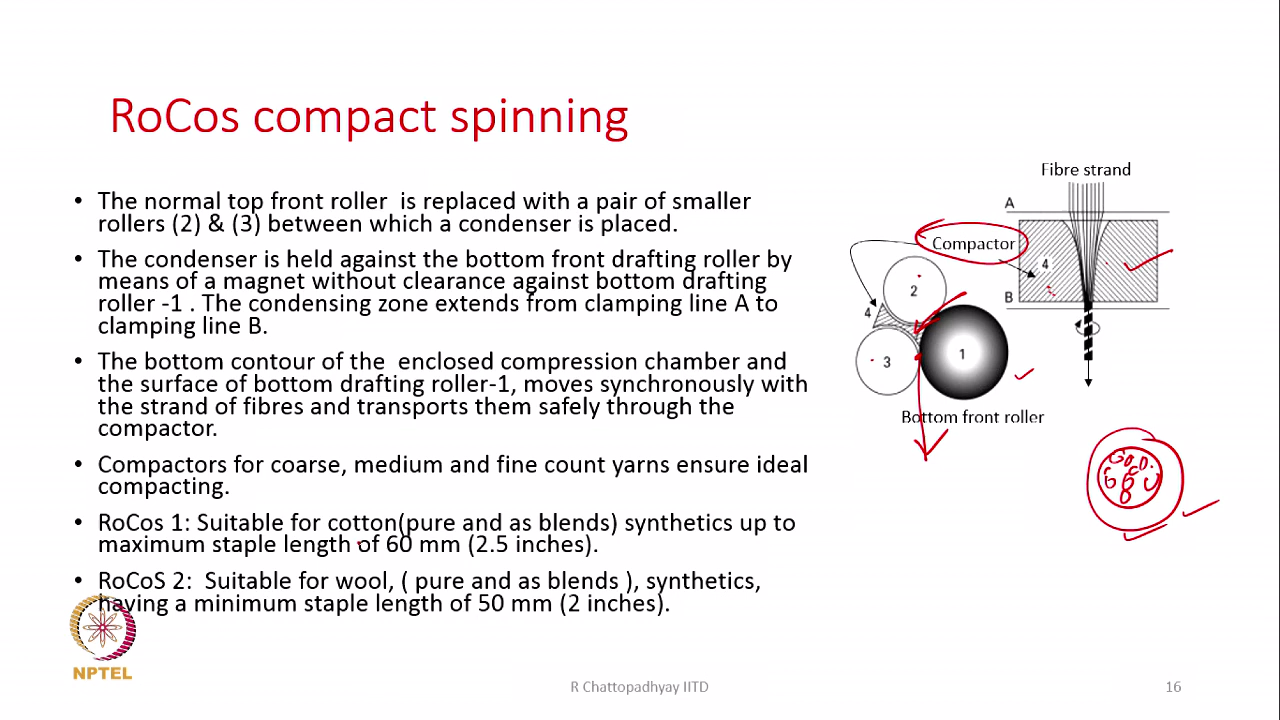 RoCos compact spinning
• The normal top front roller is replaced with a pair of smaller
rollers (2) & (3) between which a condenser is placed.
• The condenser is held against the bottom front drafting roller by
means of a magnet without clearance against bottom drafting
roller -1 . The condensing zone extends from clamping line A to
clamping line B.
• The bottom contour of the enclosed compression chamber and
the surface of bottom drafting roller-1, moves synchronously with
the strand of fibres and transports them safely through the
compactor.
• Compactors for coarse, medium and fine count yarns ensure ideal
compacting.
• RoCos 1: Suitable for cotton(pure and as blends) synthetics up to
maximum staple length of 60 mm (2.5 inches).
• RoCoS 2: Suitable for wool, ( pure and as blends ), synthetics,
having a minimum staple length of 50 mm (2 inches).
Fibre strand
A
Compactor
4
B
2
4
3
1
Bottom front roller
NPTEL
R Chattopadhyay IITD
16